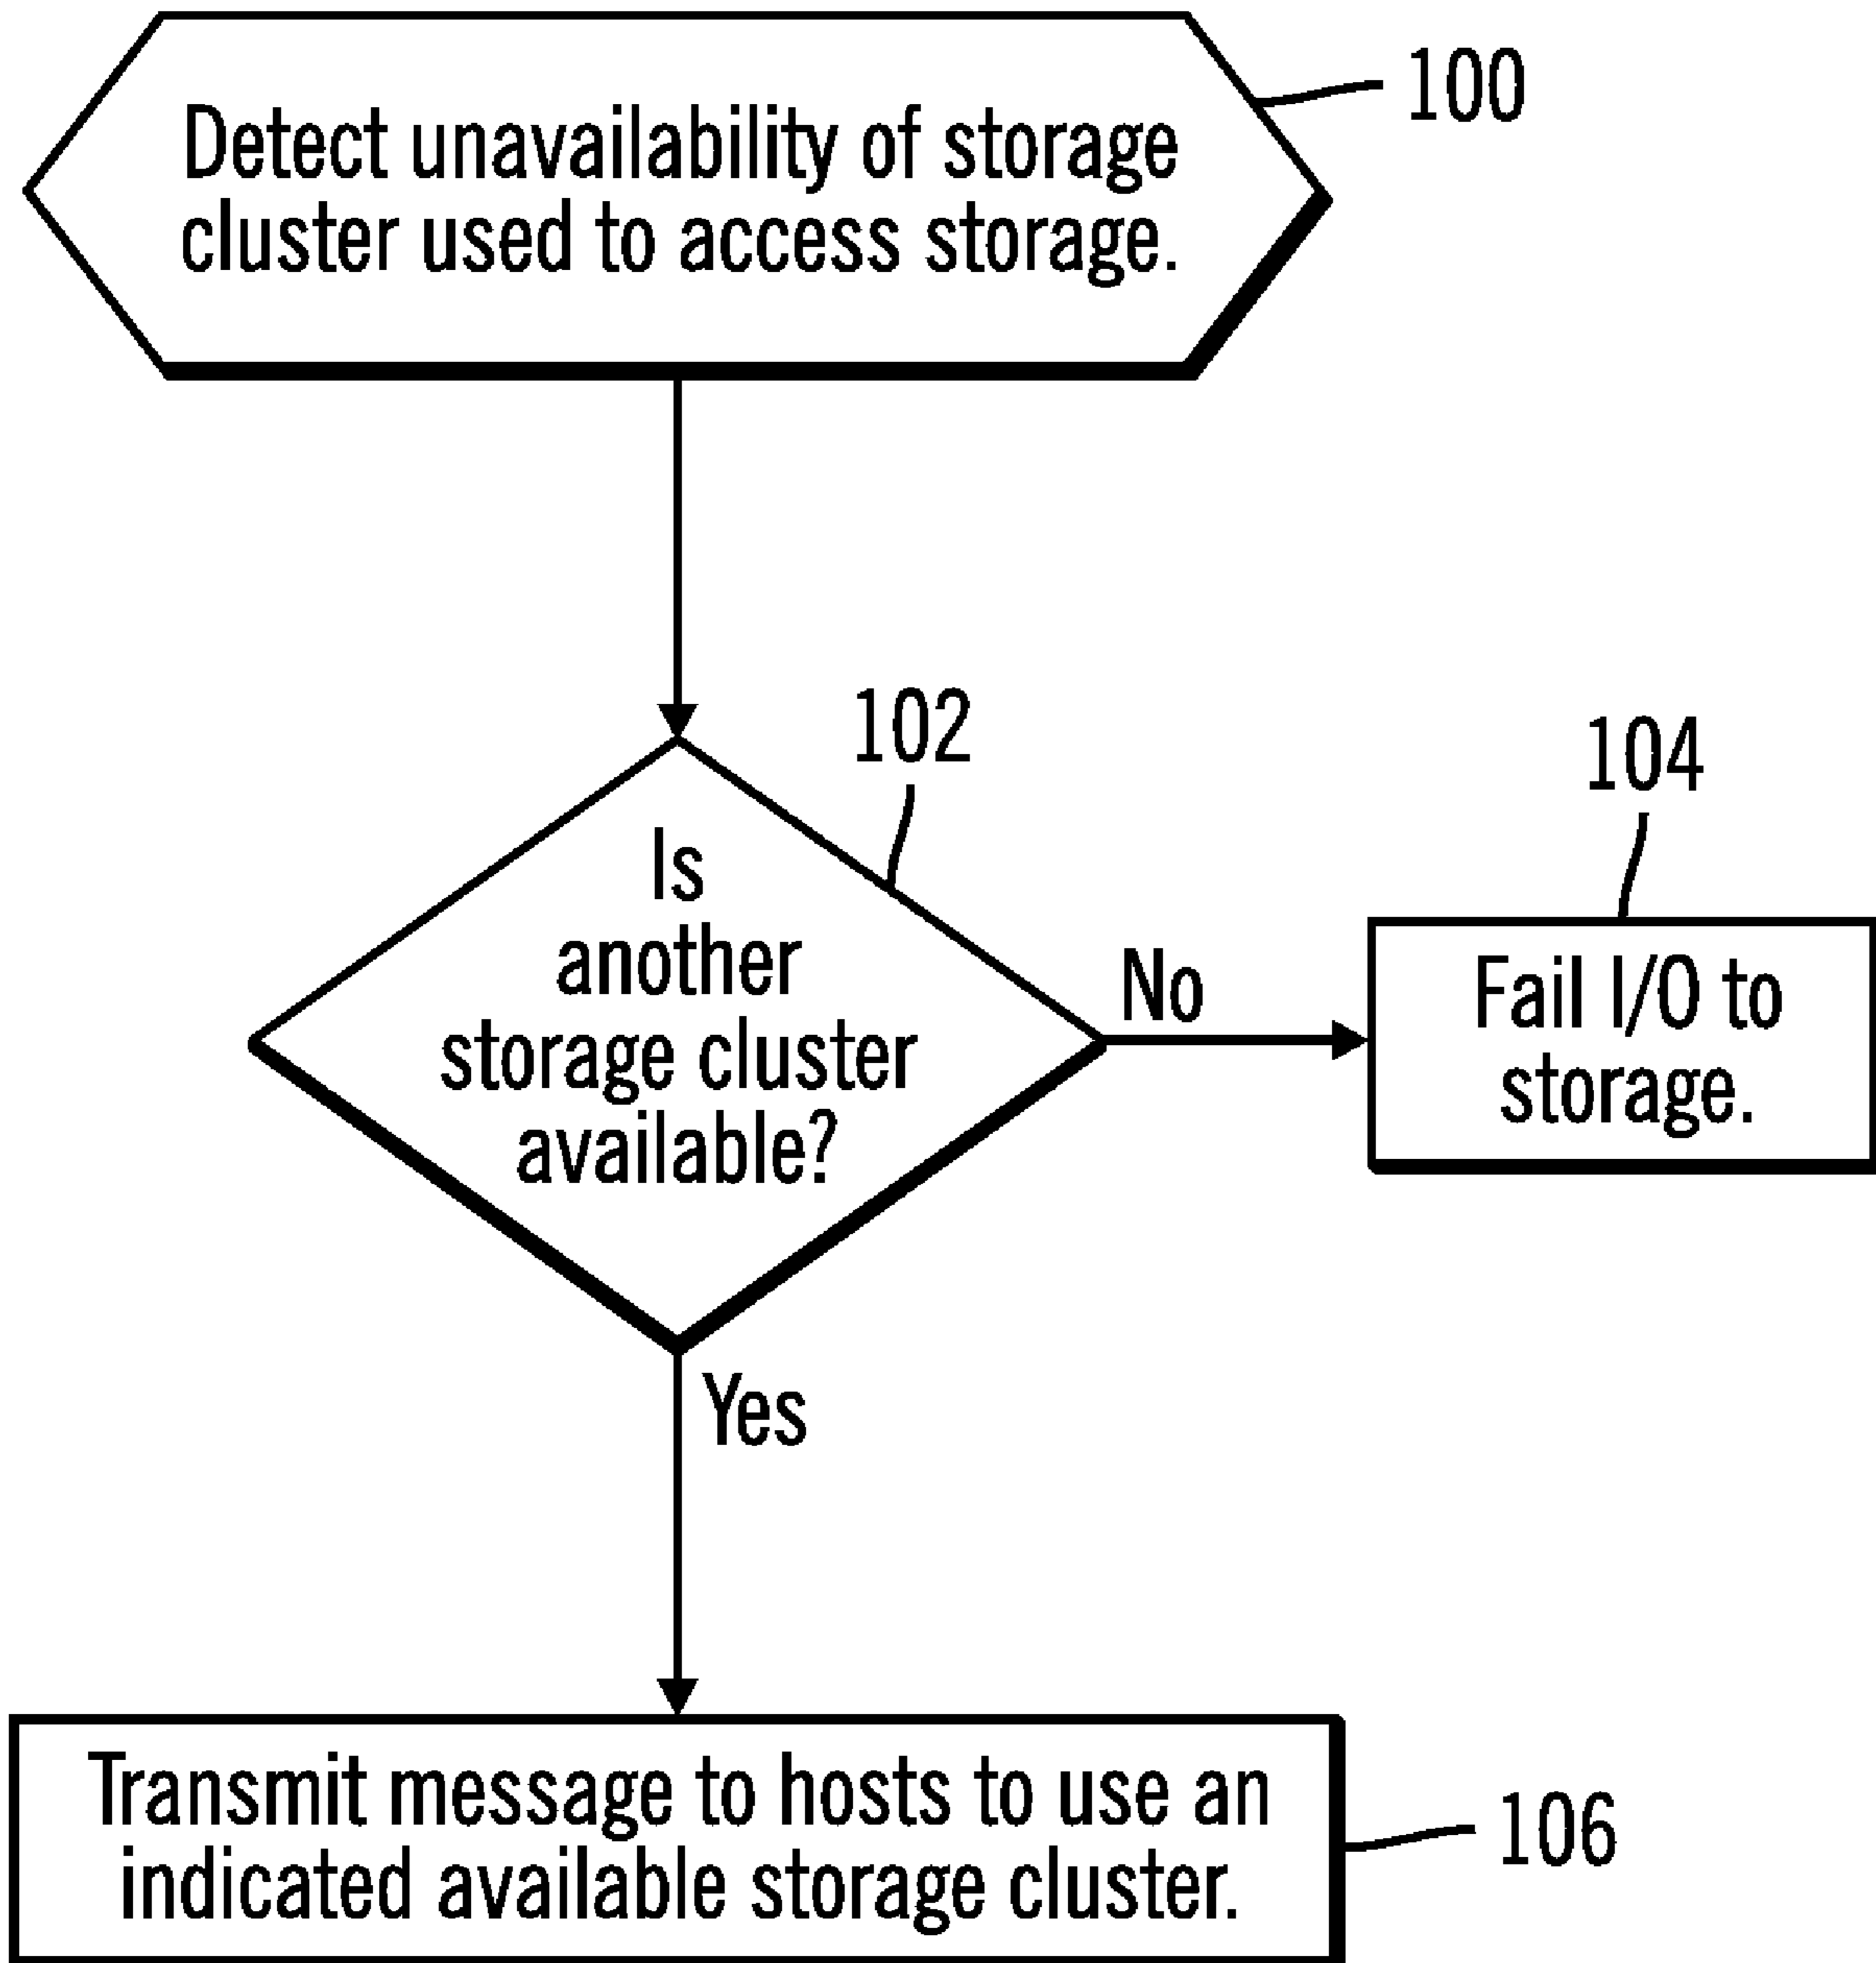 Detect unavailability of storage
cluster used to access storage.
100
102
Is
another
storage cluster
available?
No
104
Fail I/O to
storage.
Yes
Transmit message to hosts to use an
indicated available storage cluster.
106